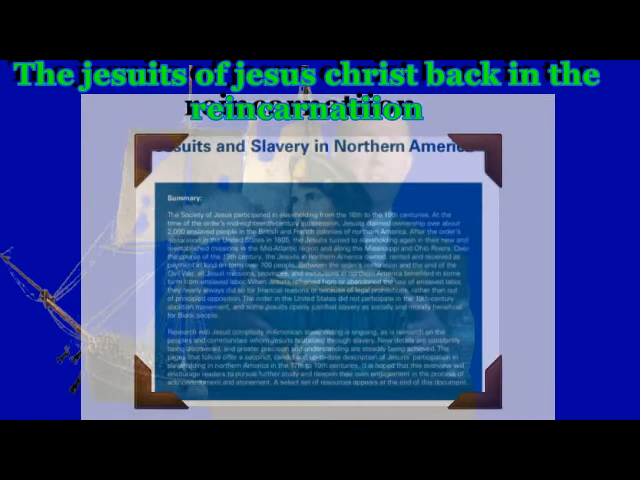 The jesuits of jesus christ back in the
reincarnatiion
Jesuits and Slavery in Northern America
Summary:
The Society of Jesus participated in slaveholding from the 16th to the 19th centuries. At the
time of the order's mid-eighteenth-century suppression, Jesuits claimed ownership over about
2,000 enslaved people in the British and French colonies of northern America. After the order's
restoration in the United States in 1805, the Jesuits turned to slaveholding again in their new and
reestablished missions in the Mid-Atlantic region and along the Mississippi and Ohio Rivers. Over
the course of the 19th century, the Jesuits in Northern America owned, rented and received as
payment in kind on loans over 700 people. Between the order's restoration and the end of the
Civil War, all Jesuit missions, provinces, and institutions in northern America benefited in some
form from enslaved labor. When Jesuits refrained from or abandoned the use of enslaved labor,
they nearly always did so for financial reasons or because of legal prohibitions, rather than out
of principled opposition. The order in the United States did not participate in the 19th-century
abolition movement, and some Jesuits openly justified slavery as socially and morally beneficial
for Black people.
Research into Jesuit complicity in American slaveholding is ongoing, as is research on the
peoples and communities whom Jesuits brutalized through slavery. New details are constantly
being discovered, and greater precision and understanding are steadily being achieved. The
pages that follow offer a succinct, candid and up-to-date description of Jesuits' participation in
slaveholding in northern America in the 17th to 19th centuries. It is hoped that this overview will
encourage readers to pursue further study and deepen their own engagement in the process of
acknowledgment and atonement. A select set of resources appears at the end of this document.